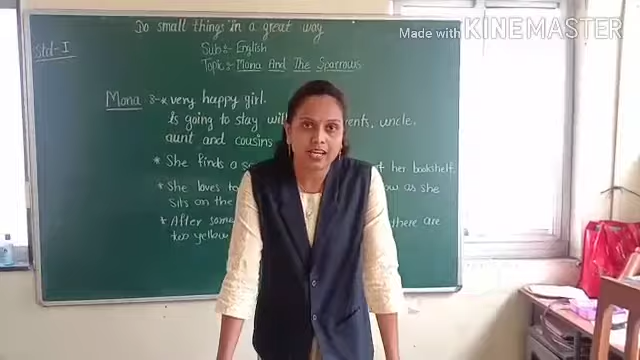 Made with KINEMASTER
Do small things in a great way
Std-I
Sub:- English
Topic:- Mona And The Sparrows
Mona :-* very happy girl.
Is going to stay with parents, uncle,
aunt and cousins
* She finds a her bookshelf.
* She loves to as she
Sits on the
* After some there are
two yellow